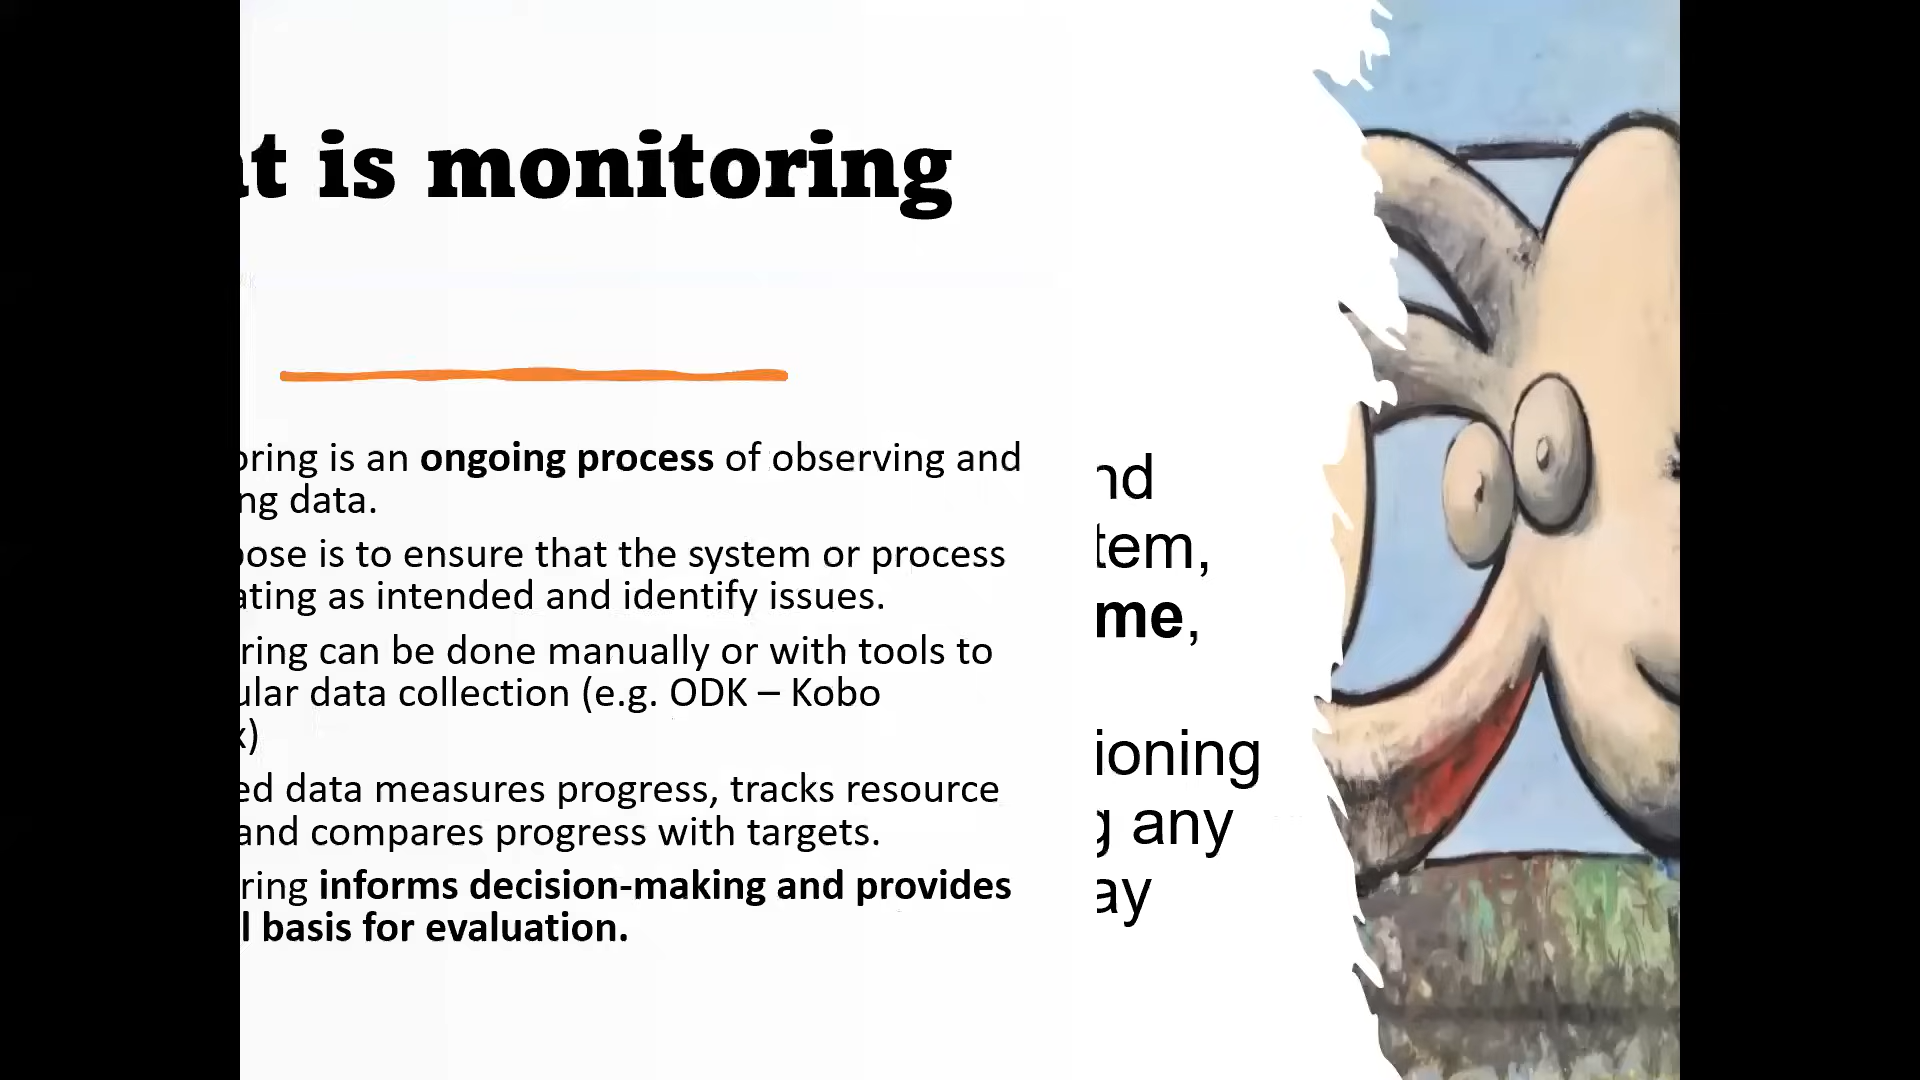 at is monitoring
oring is an ongoing process of observing and
ng data.
pose is to ensure that the system or process
ating as intended and identify issues.
ring can be done manually or with tools to
ular data collection (e.g. ODK – Kobo
x)
ed data measures progress, tracks resource
and compares progress with targets.
ring informs decision-making and provides
l basis for evaluation.
nd
tem,
me,
ioning
g any
ay